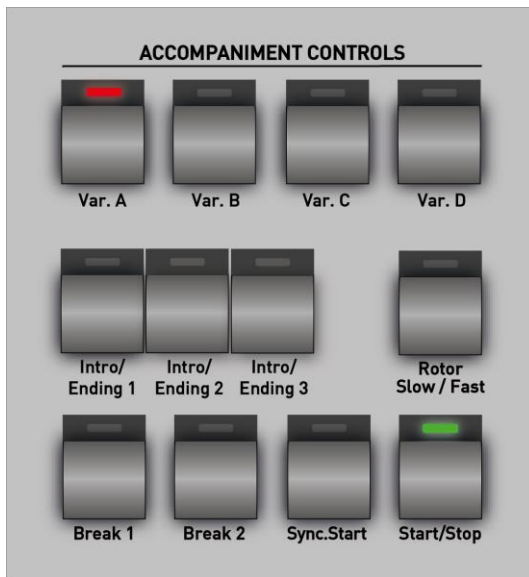 ACCOMPANIMENT CONTROLS
Var. A
Var. B
Var. C
Var. D
Intro/
Ending 1
Intro/
Ending 2
Intro/
Ending 3
Rotor
Slow / Fast
Break 1
Break 2
Sync.Start
Start/Stop